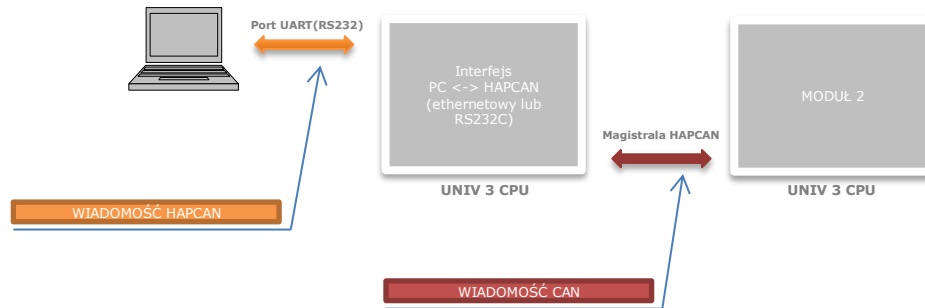 Port UART(RS232)
Interfejs
PC <-> HAPCAN
(ethernetowy lub
RS232C)
MODUŁ 2
Magistrala HAPCAN
UNIV 3 CPU
UNIV 3 CPU
WIADOMOŚĆ HAPCAN
WIADOMOŚĆ CAN